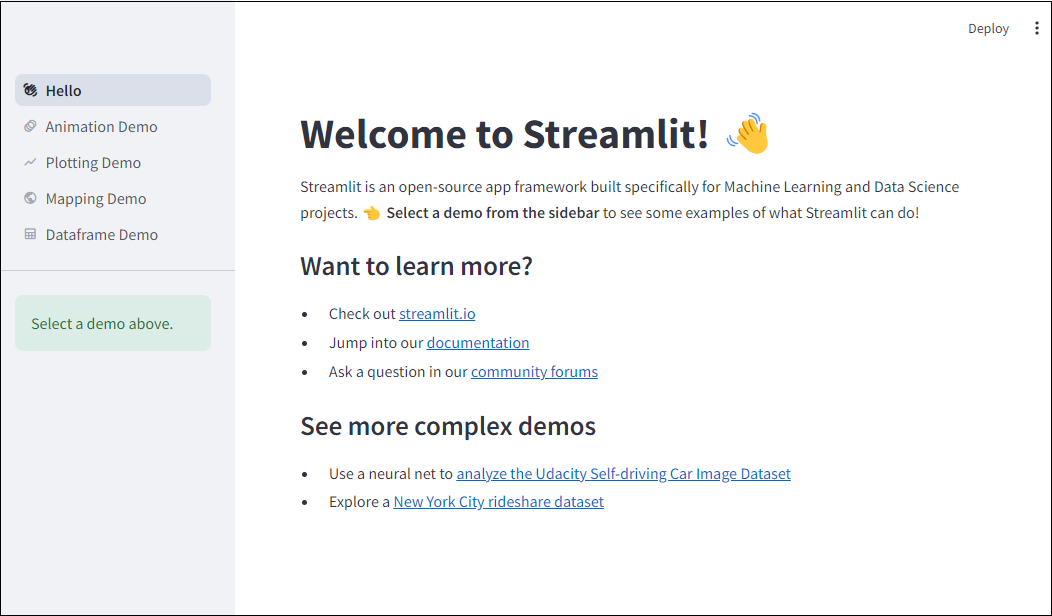 Deploy
Hello
Animation Demo
Plotting Demo
Mapping Demo
Dataframe Demo
Select a demo above.
Welcome to Streamlit! 👋
Streamlit is an open-source app framework built specifically for Machine Learning and Data Science
projects. 👈 Select a demo from the sidebar to see some examples of what Streamlit can do!
Want to learn more?
• Check out streamlit.io
• Jump into our documentation
• Ask a question in our community forums
See more complex demos
• Use a neural net to analyze the Udacity Self-driving Car Image Dataset
• Explore a New York City rideshare dataset